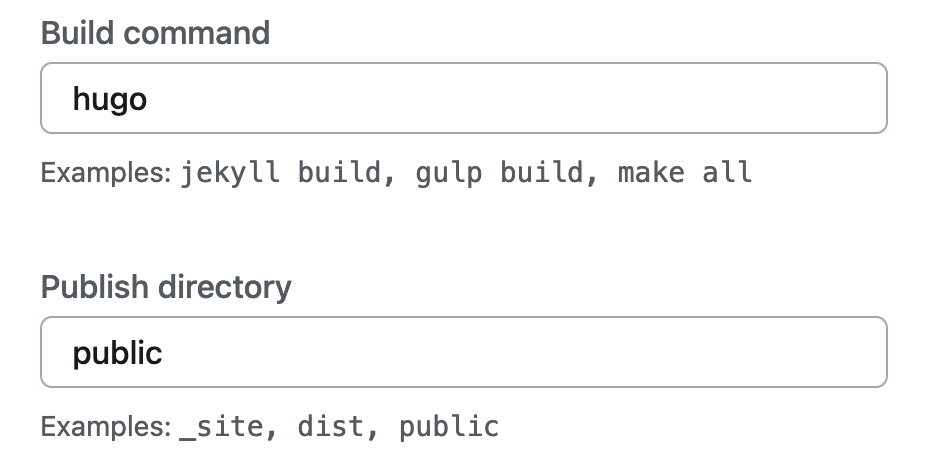 Build command
hugo
Examples: jekyll build, gulp build, make all
Publish directory
public
Examples: _site, dist, public